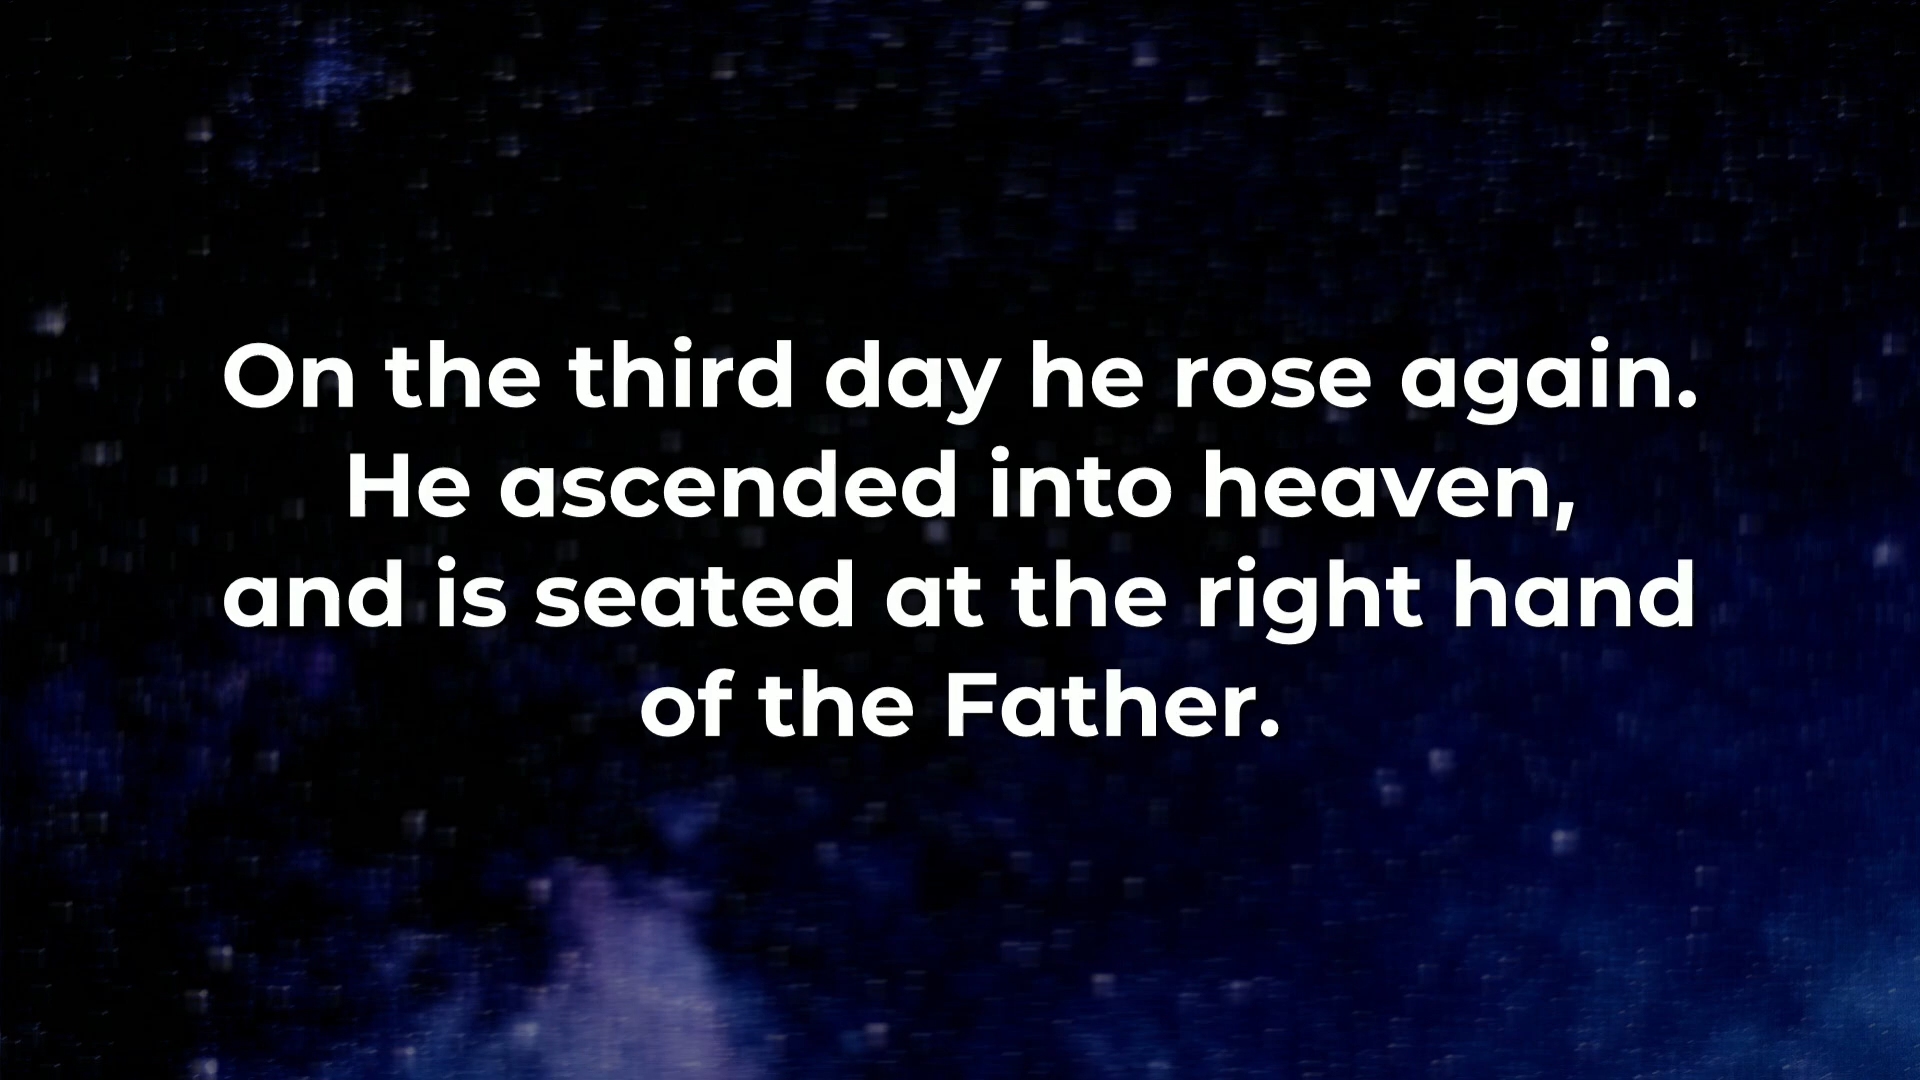 On the third day he rose again.
He ascended into heaven,
and is seated at the right hand
of the Father.